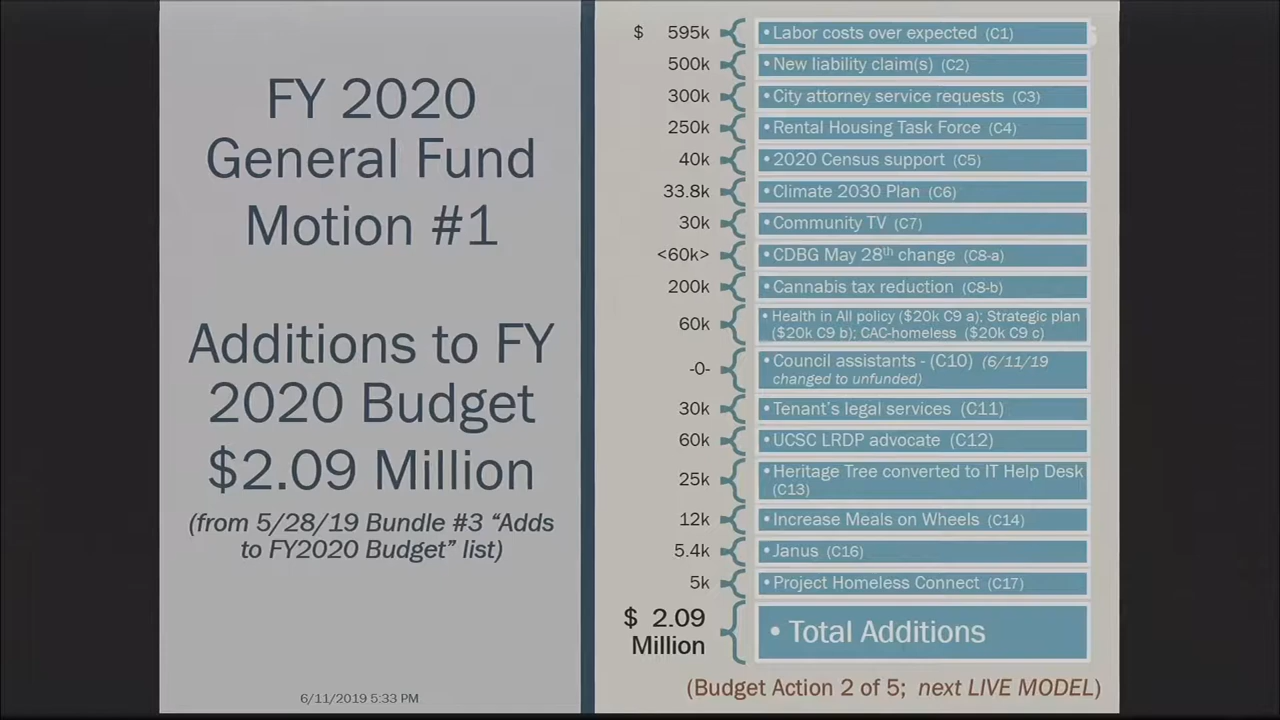 FY 2020
General Fund
Motion #1
Additions to FY
2020 Budget
$2.09 Million
(from 5/28/19 Bundle #3 “Adds
to FY2020 Budget” list)
6/11/2019 5:33 PM
$ 595k • Labor costs over expected (C1)
500k • New liability claim(s) (C2)
300k • City attorney service requests (C3)
250k • Rental Housing Task Force (C4)
40k • 2020 Census support (C5)
33.8k • Climate 2030 Plan (C6)
30k • Community TV (C7)
<60k> • CDBG May 28th change (C8-a)
200k • Cannabis tax reduction (C8-b)
60k • Health in All policy ($20k C9 a); Strategic plan
($20k C9 b); CAC-homeless ($20k C9 c)
-0- • Council assistants - (C10) (6/11/19
changed to unfunded)
30k • Tenant’s legal services (C11)
60k • UCSC LRDP advocate (C12)
25k • Heritage Tree converted to IT Help Desk
(C13)
12k • Increase Meals on Wheels (C14)
5.4k • Janus (C16)
5k • Project Homeless Connect (C17)
$ 2.09
Million • Total Additions
(Budget Action 2 of 5; next LIVE MODEL)